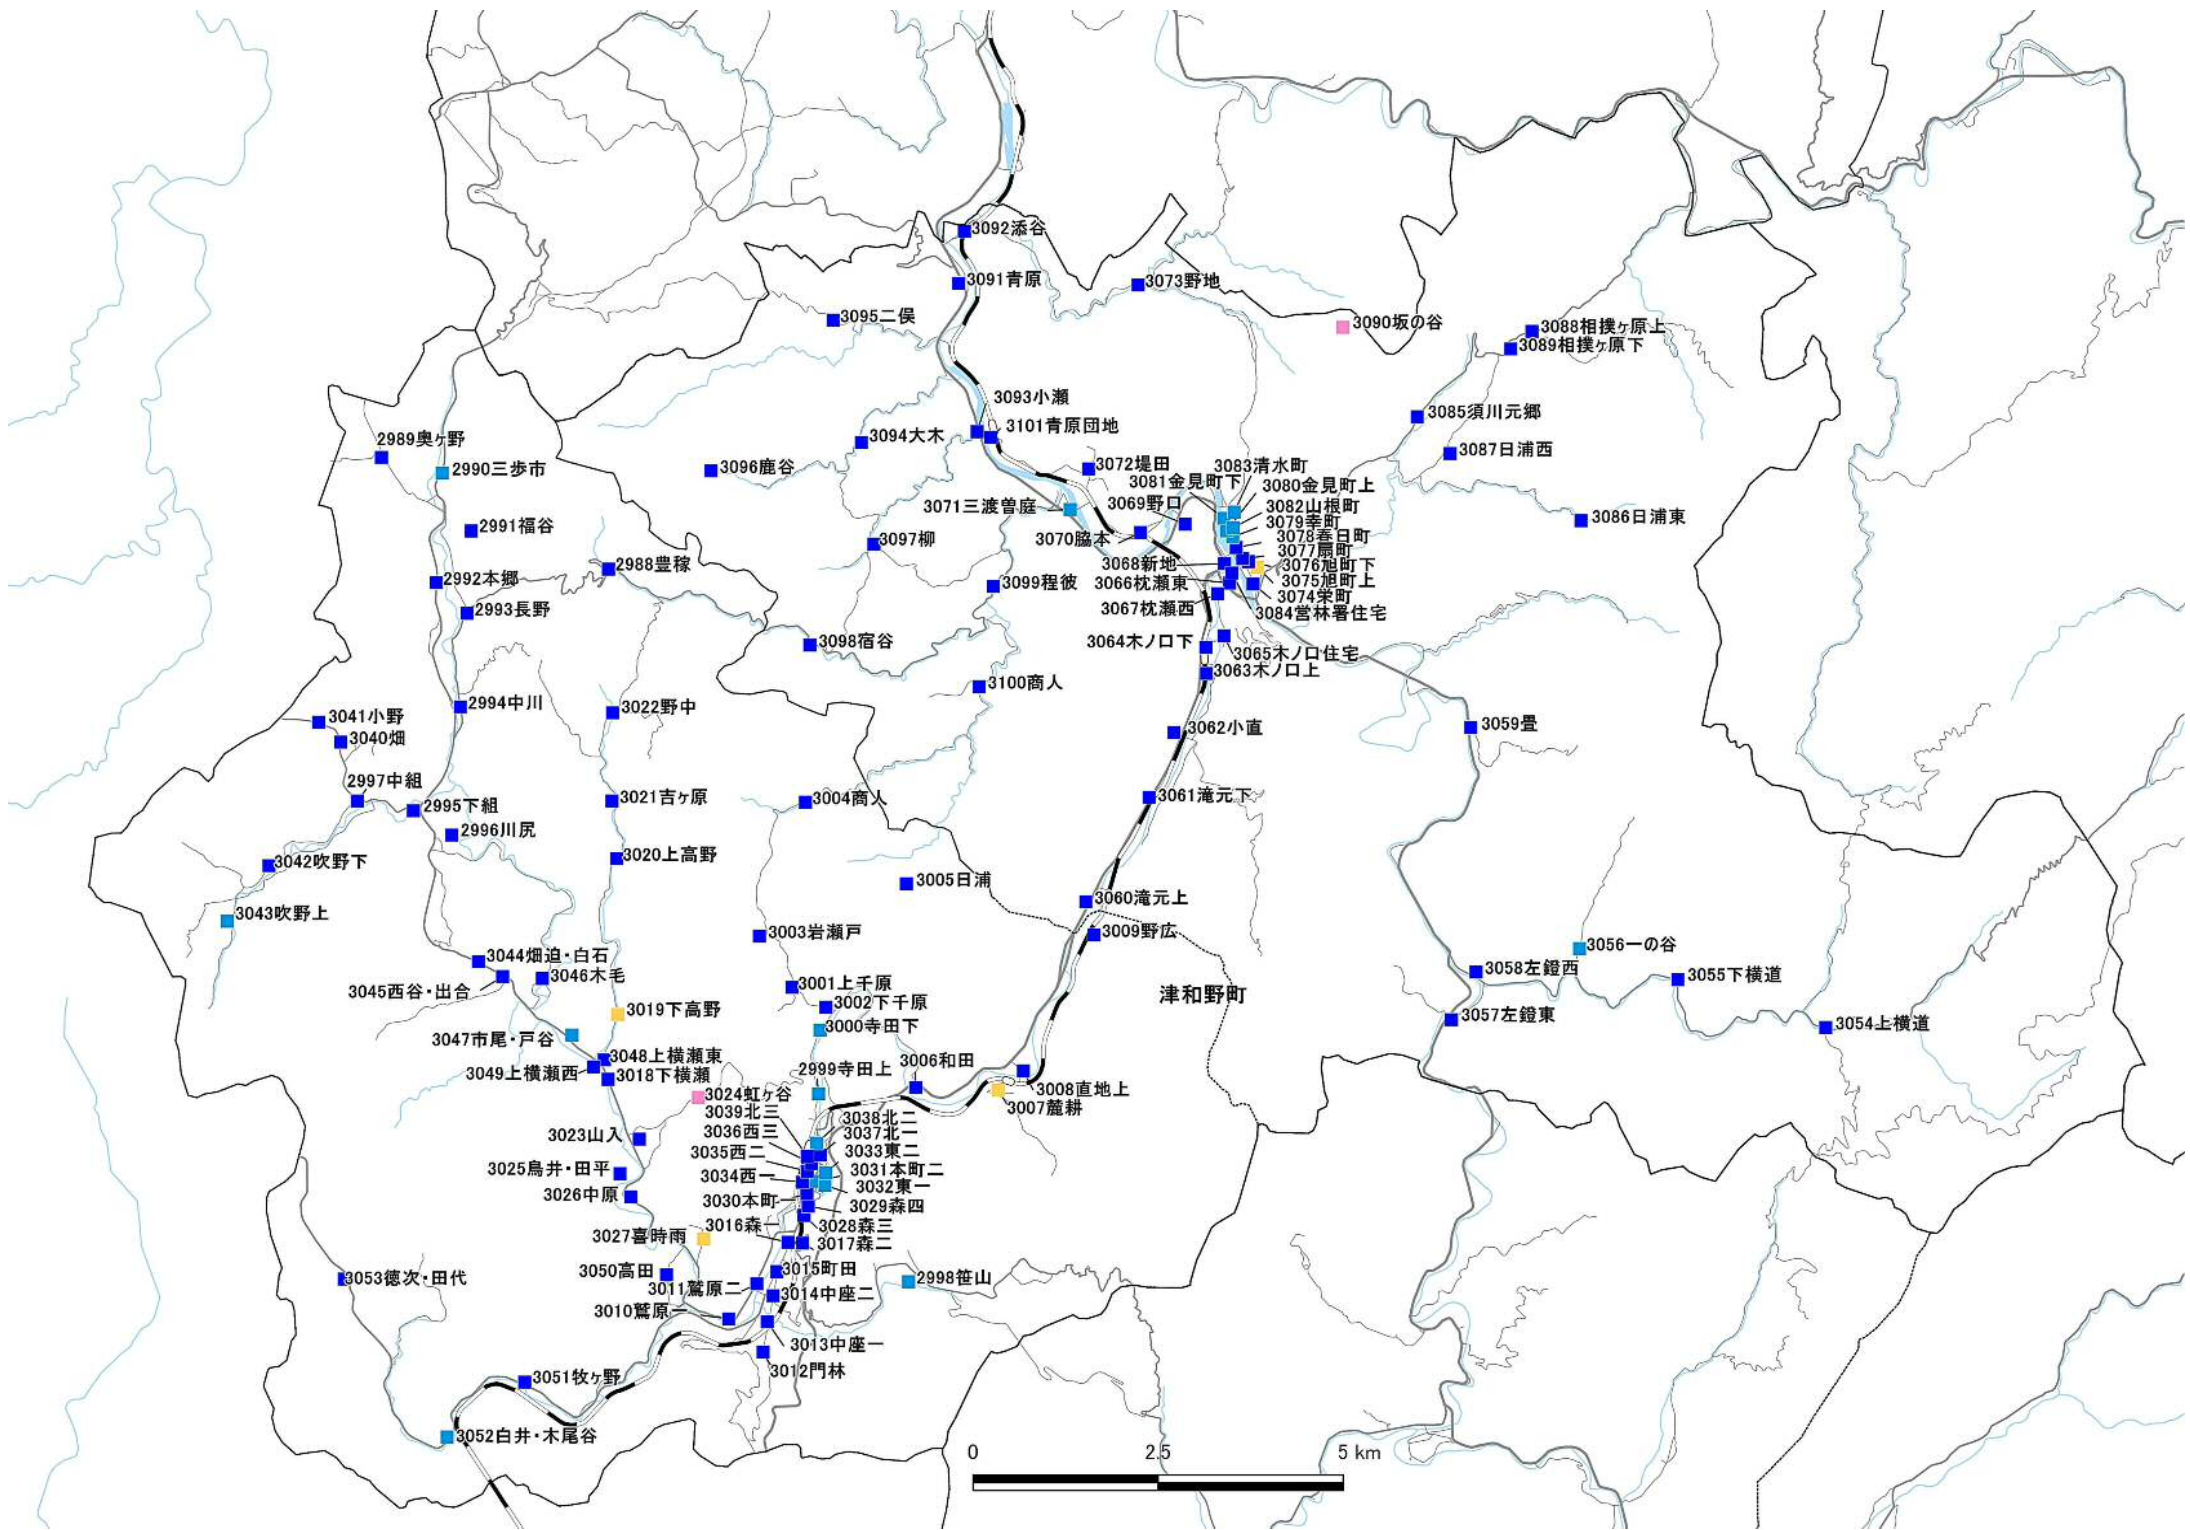 3092添谷
3091青原
3073野地
3095二俣
3090坂の谷
3088相撲ヶ原上
3089相撲ヶ原下
3093小瀬
3085須川元郷
3101青原団地
2989奥ヶ野
3094大木
3087日浦西
2990三歩市
3096鹿谷
3072堤田
3083清水町
3081金見町下
3080金見町上
3071三渡曽庭
3069野口
3082山根町
3086日浦東
2991福谷
3079幸町
3097柳
3070脇本
3078春日町
3077扇町
2988豊稼
3068新地
3076旭町下
2992本郷
3099程彼
3066枕瀬東
3075旭町上
3074栄町
2993長野
3067枕瀬西
3084営林署住宅
3098宿谷
3064木ノ口下
3065木ノ口住宅
3063木ノ口上
3100商人
2994中川
3022野中
3041小野
3062小直
3059畳
3040畑
2997中組
2995下組
3021吉ヶ原
3004商人
3061滝元下
2996川尻
3042吹野下
3020上高野
3005日浦
3060滝元上
3043吹野上
3003岩瀬戸
3009野広
3056一の谷
3044畑迫・白石
3046木毛
3058左鐙西
3055下横道
3045西谷・出合
3001上千原
津和野町
3002下千原
3019下高野
3057左鐙東
3054上横道
3000寺田下
3047市尾・戸谷
3048上横瀬東
3006和田
3049上横瀬西
3018下横瀬
2999寺田上
3008直地上
3024虹ヶ谷
3007麓耕
3039北三
3038北二
3023山入
3036西三
3037北一
3035西二
3033東二
3025鳥井・田平
3034西一
3031本町二
3026中原
3032東一
3030本町一
3029森四
3016森一
3028森三
3027喜時雨
3017森二
3050高田
3015町田
3053徳次・田代
3011鷲原二
2998笹山
3014中座二
3010鷲原一
3013中座一
3012門林
3051牧ヶ野
3052白井・木尾谷
0 2.5 5 km